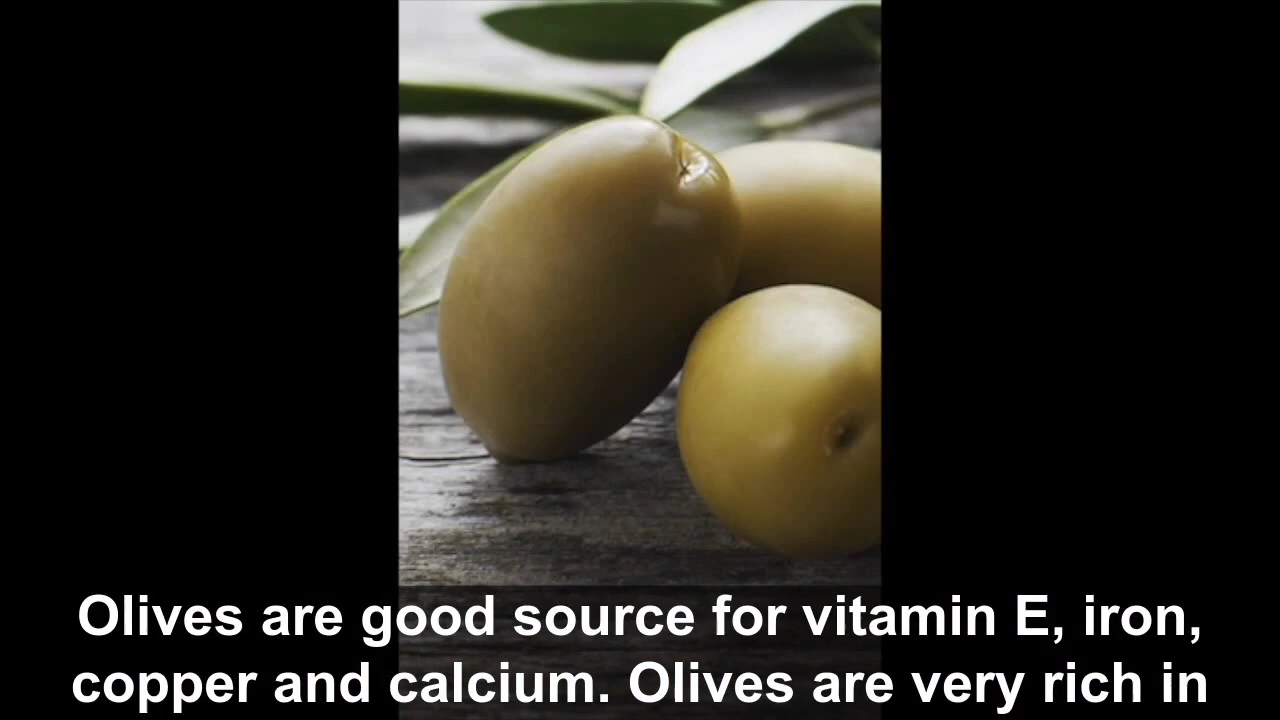 Olives are good source for vitamin E, iron,
copper and calcium. Olives are very rich in